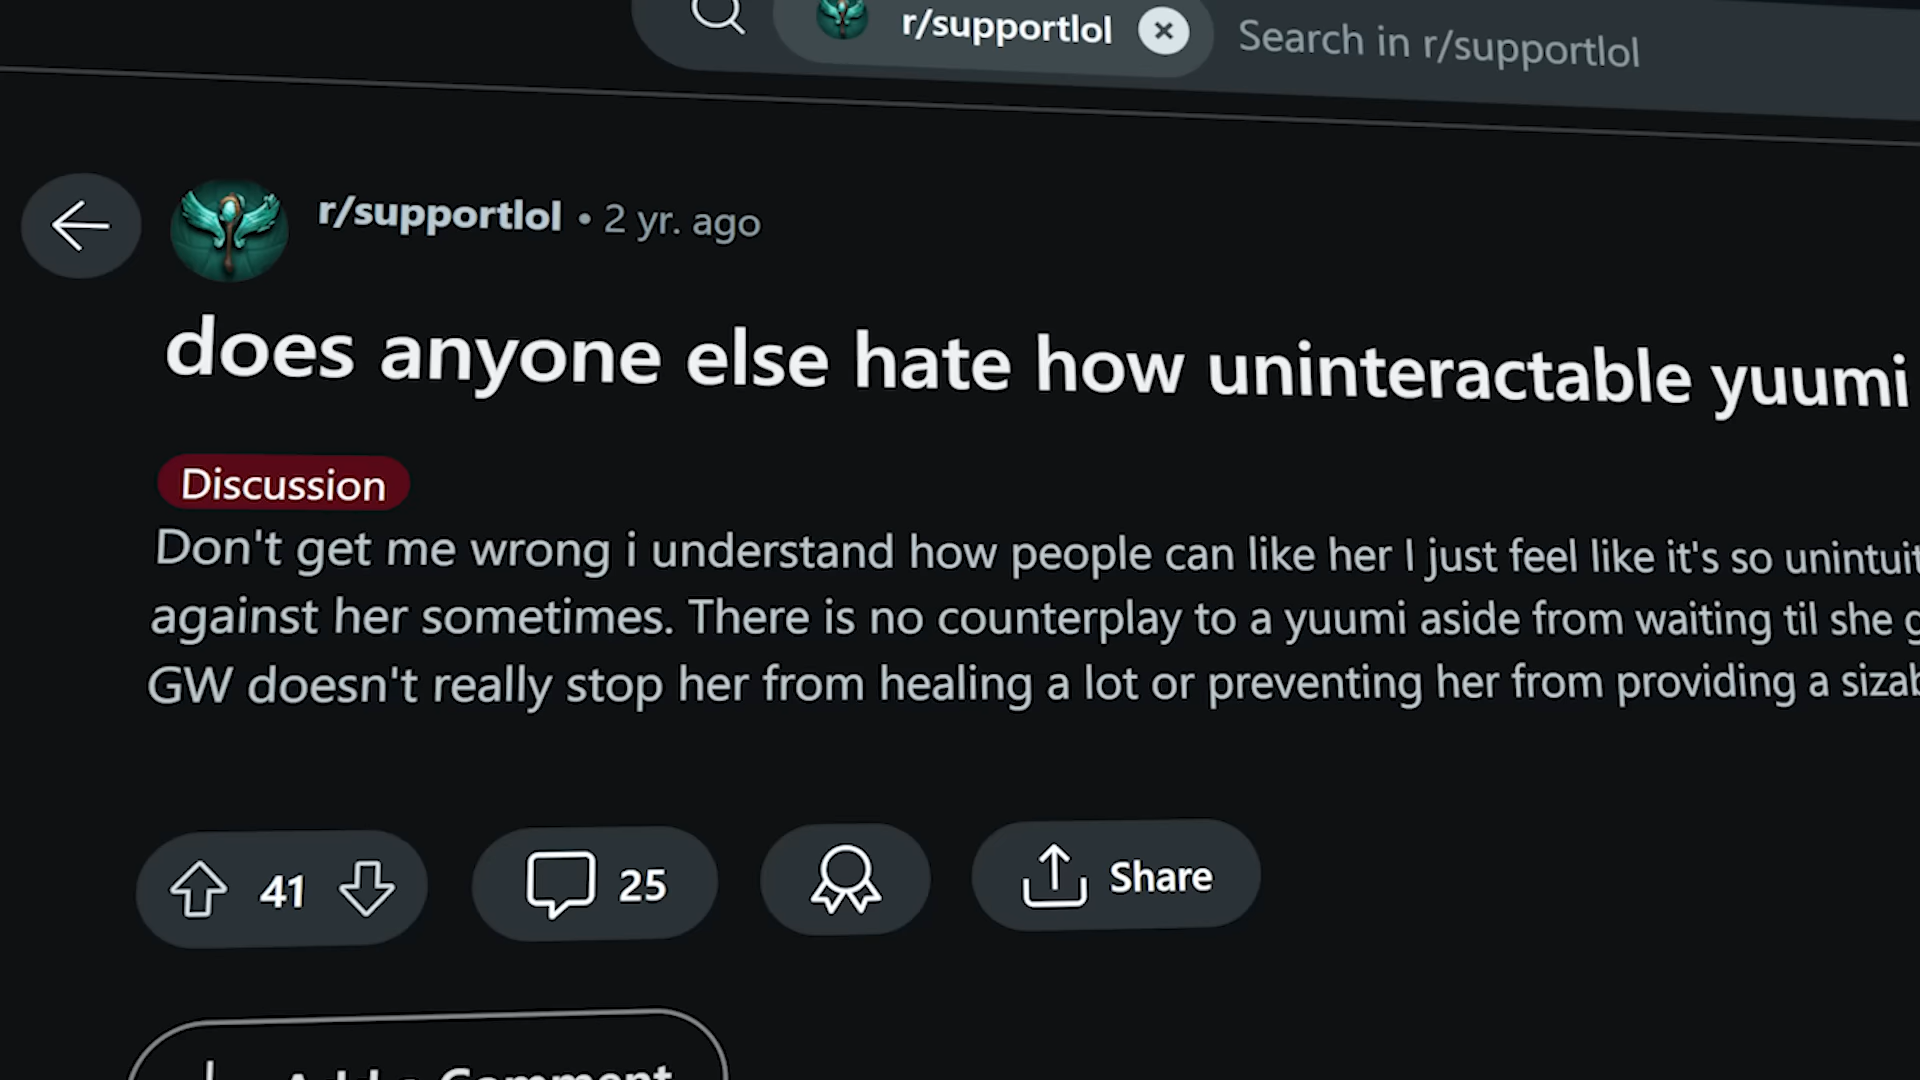 r/supportlol
Search in r/supportlol
r/supportlol • 2 yr. ago
does anyone else hate how uninteractable yuumi
Discussion
Don't get me wrong i understand how people can like her I just feel like it's so
against her sometimes. There is no counterplay to a yuumi aside from waiting til she
GW doesn't really stop her from healing a lot or preventing her from providing a
41
25
Share
Add a Comment